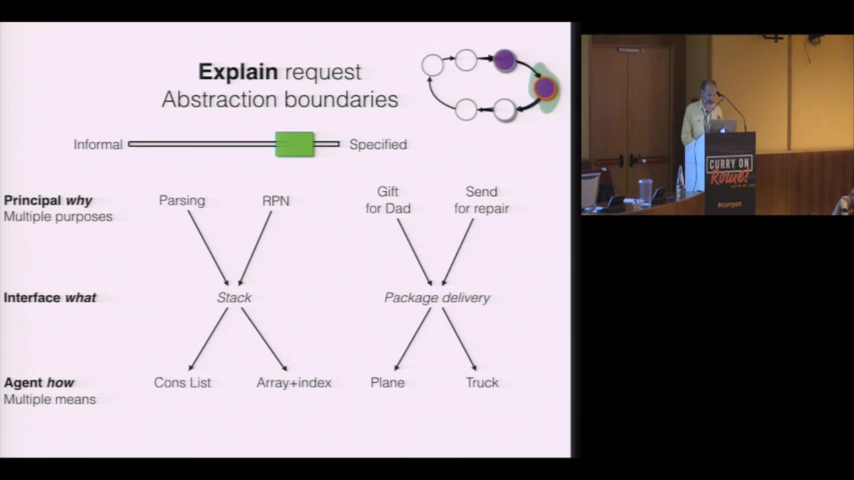 Explain request
Abstraction boundaries
Informal
Specified
Principal why
Multiple purposes
Parsing
RPN
Gift
for Dad
Send
for repair
Interface what
Stack
Package delivery
Agent how
Multiple means
Cons List
Array+index
Plane
Truck
CURRY ON
Rome!
#curryon